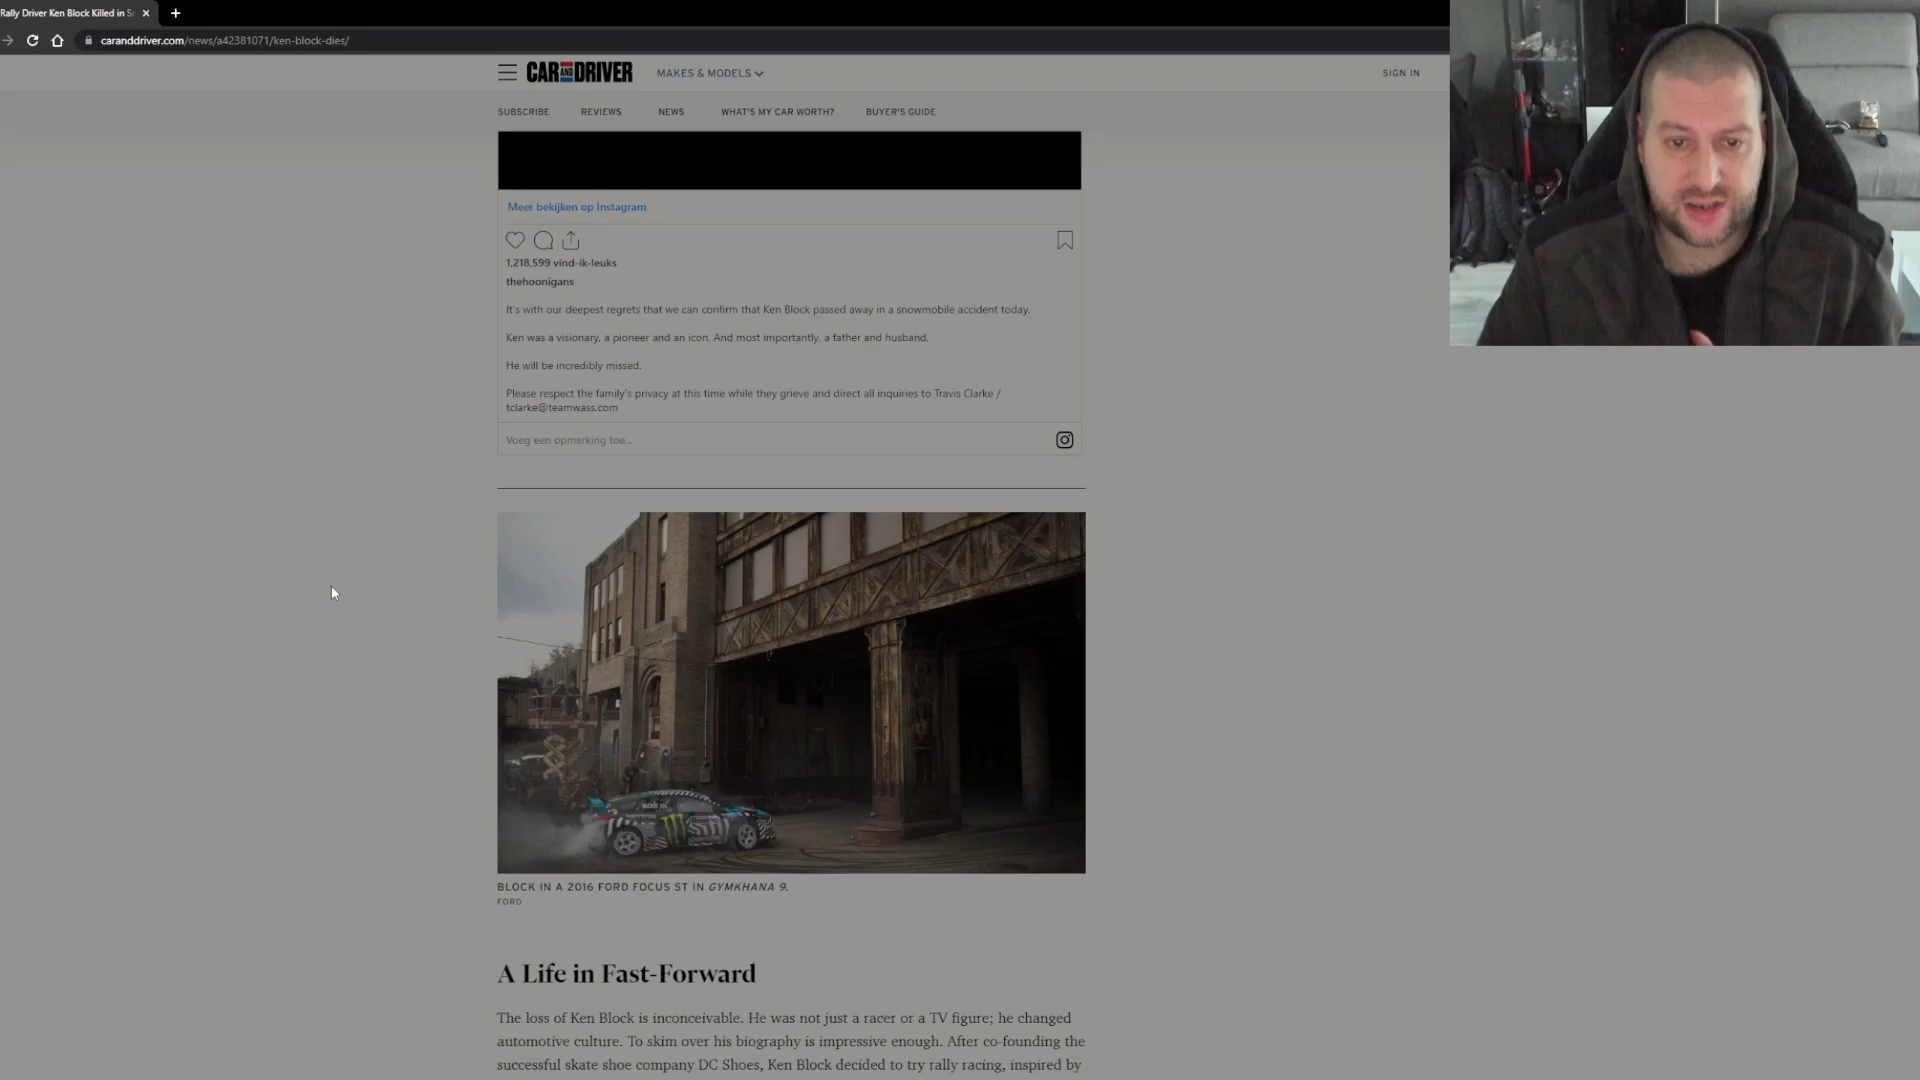 Rally Driver Ken Block Killed in S
caranddriver.com/news/a42381071/ken-block-dies/
CAR AND DRIVER MAKES & MODELS SIGN IN
SUBSCRIBE REVIEWS NEWS WHAT'S MY CAR WORTH? BUYER'S GUIDE
Meer bekijken op Instagram
1,218,599 vind-ik-leuks
thehoonigans
It's with our deepest regrets that we can confirm that Ken Block passed away in a snowmobile accident today.
Ken was a visionary, a pioneer and an icon. And most importantly, a father and husband.
He will be incredibly missed.
Please respect the family's privacy at this time while they grieve and direct all inquiries to Travis Clarke /
tclarke@teamwass.com
Voeg een opmerking toe...
BLOCK IN A 2016 FORD FOCUS ST IN GYMKHANA 9.
FORD
A Life in Fast-Forward
The loss of Ken Block is inconceivable. He was not just a racer or a TV figure; he changed
automotive culture. To skim over his biography is impressive enough. After co-founding the
successful skate shoe company DC Shoes, Ken Block decided to try rally racing, inspired by